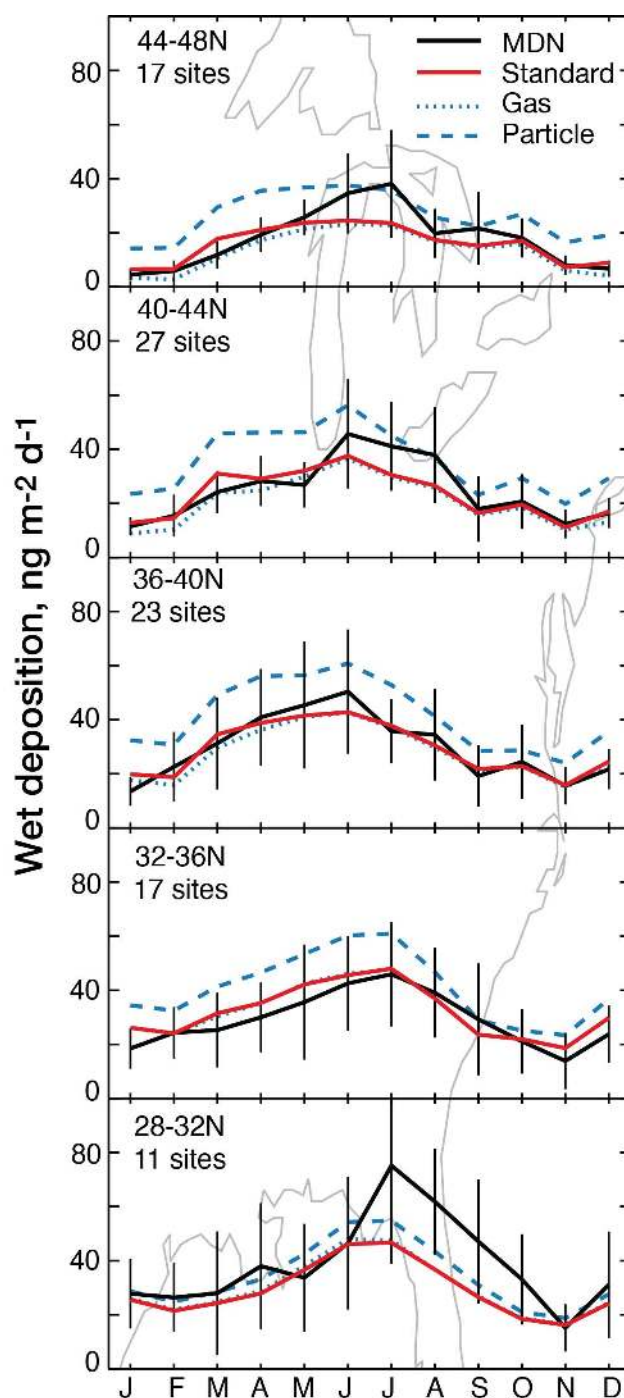 44-48N
17 sites
MDN
Standard
Gas
Particle
80
40
0
40-44N
27 sites
80
40
0
36-40N
23 sites
80
40
0
32-36N
17 sites
80
40
0
28-32N
11 sites
80
40
0
Wet deposition, ng m-2 d-1
J F M A M J J A S O N D